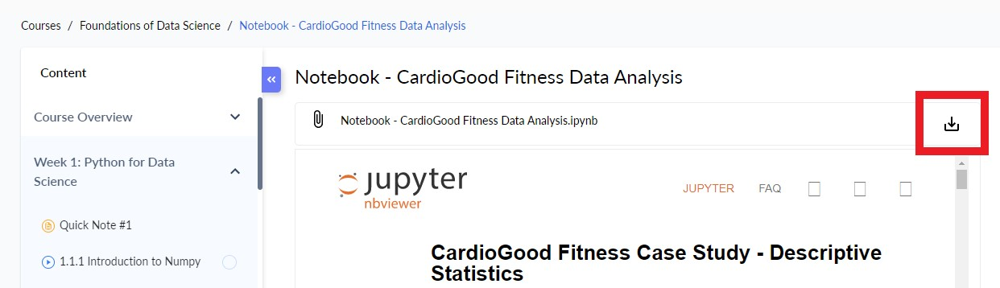 Courses / Foundations of Data Science / Notebook - CardioGood Fitness Data Analysis
Content
Course Overview
Week 1: Python for Data
Science
Quick Note #1
1.1.1 Introduction to Numpy
Notebook - CardioGood Fitness Data Analysis
Notebook - CardioGood Fitness Data Analysis.ipynb
jupyter
nbviewer
JUPYTER FAQ
CardioGood Fitness Case Study - Descriptive
Statistics